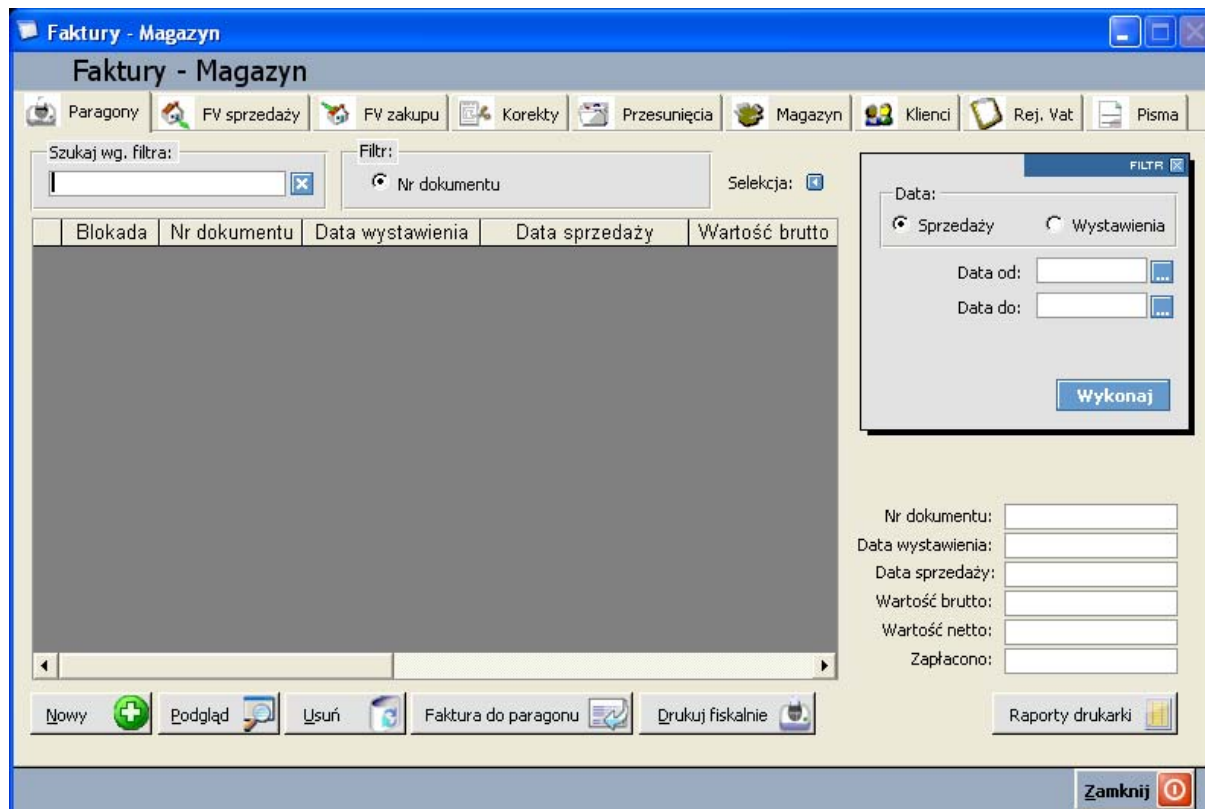 Faktury - Magazyn
Faktury - Magazyn
Paragony FV sprzedaży FV zakupu Korekty Przesunięcia Magazyn Klienci Rej. Vat Pisma
Szukaj wg. filtra:
Filtr:
Nr dokumentu
Selekcja:
Blokada Nr dokumentu Data wystawienia Data sprzedaży Wartość brutto
FILTR
Data:
Sprzedaży Wystawienia
Data od:
...
Data do:
...
Wykonaj
Nr dokumentu:
Data wystawienia:
Data sprzedaży:
Wartość brutto:
Wartość netto:
Zapłacono:
Nowy Podgląd Usuń Faktura do paragonu Drukuj fiskalnie Raporty drukarki
Zamknij